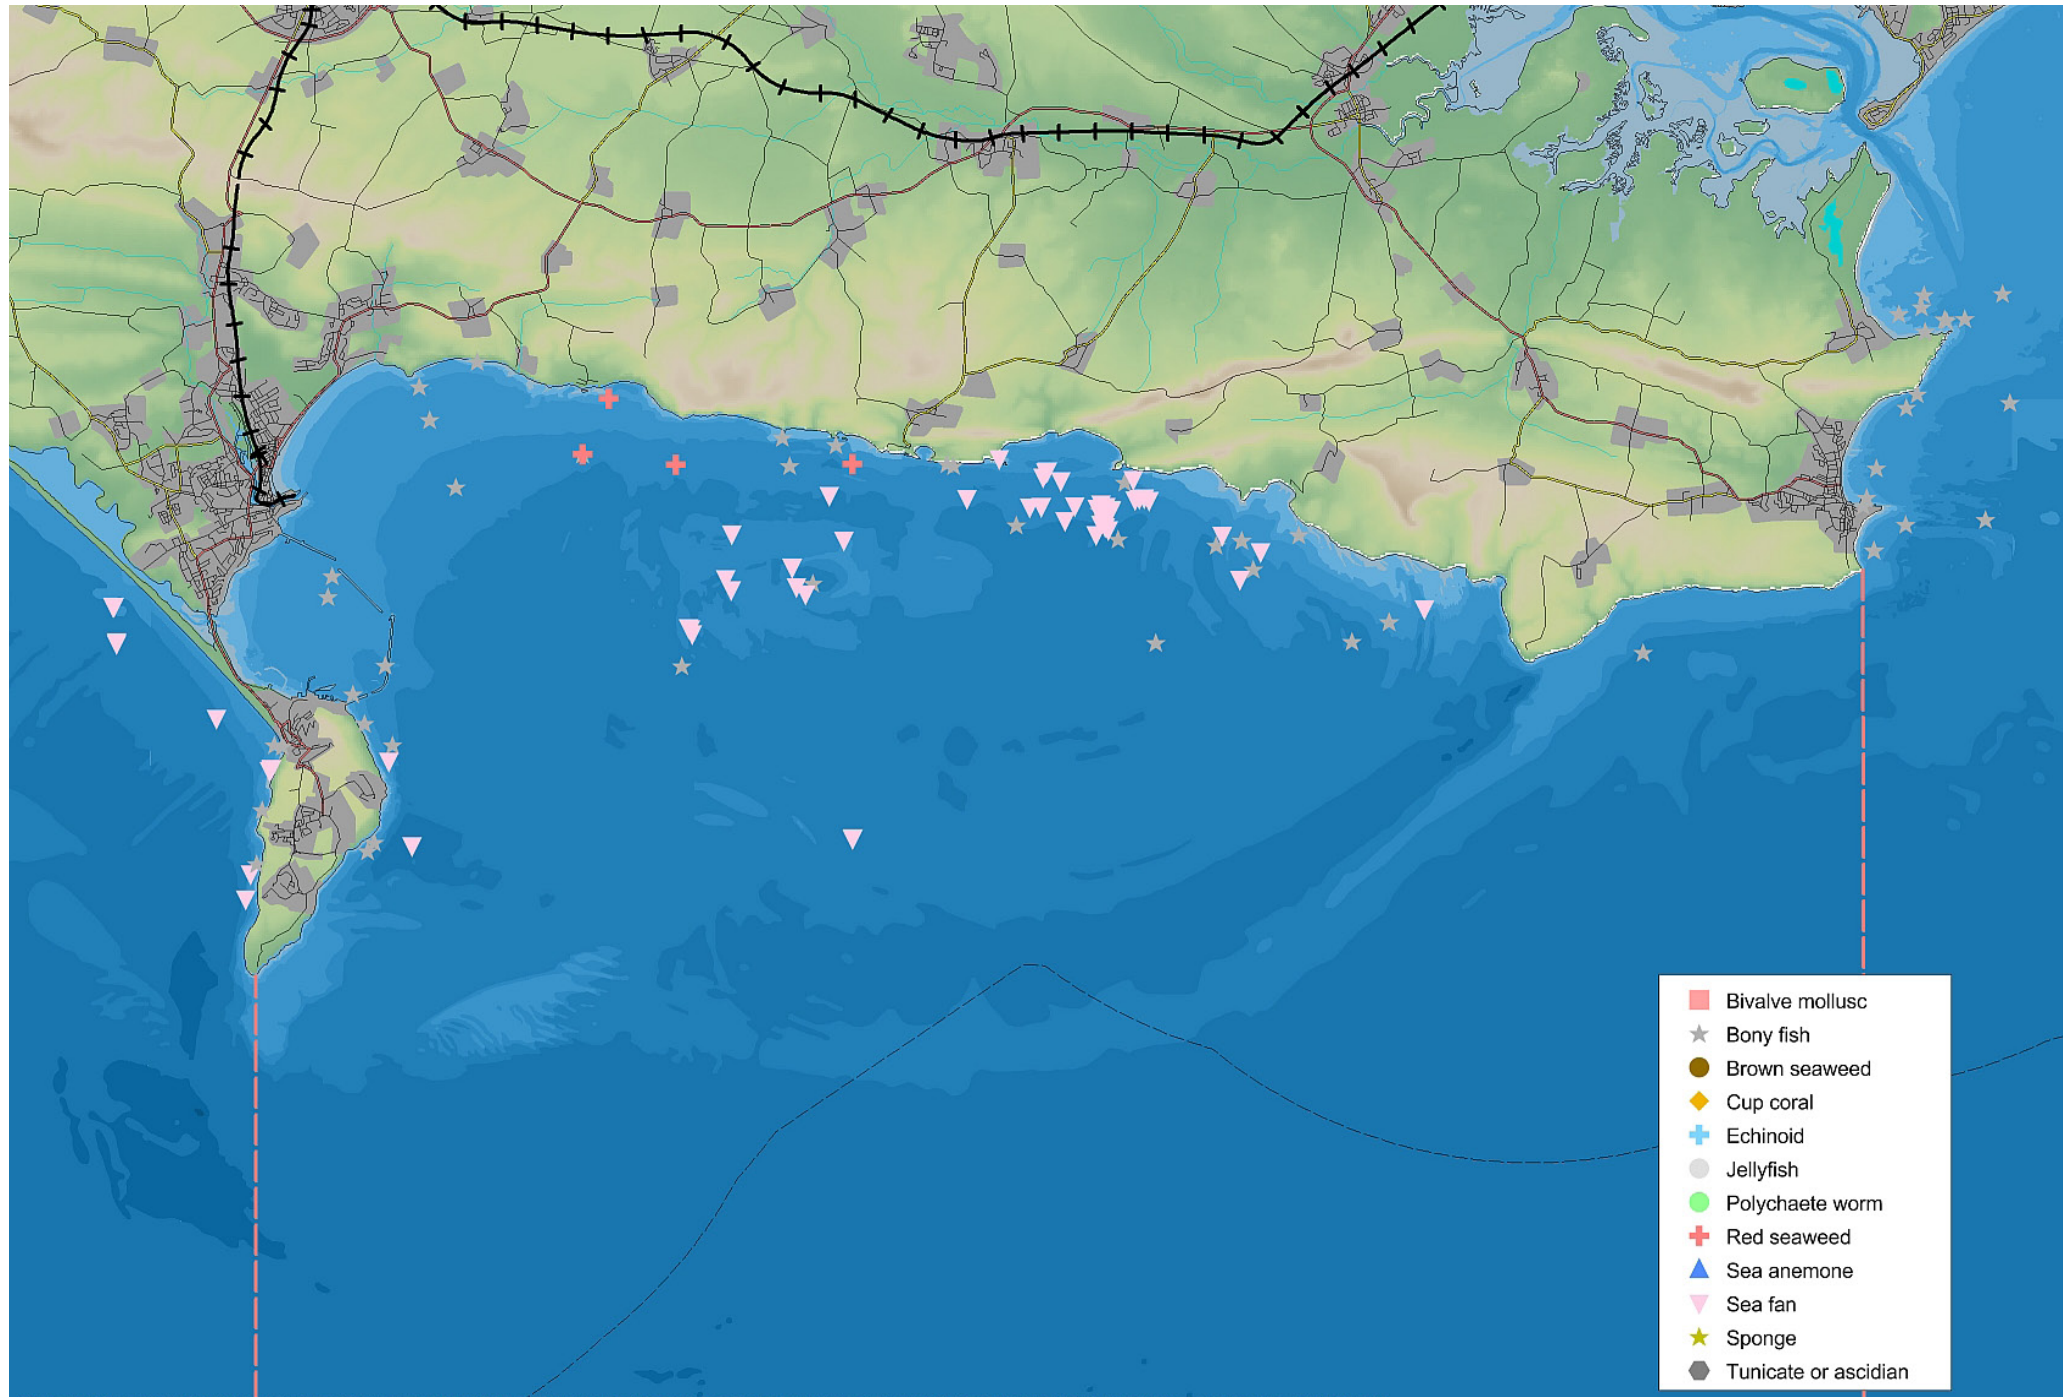 Bivalve mollusc
Bony fish
Brown seaweed
Cup coral
Echinoid
Jellyfish
Polychaete worm
Red seaweed
Sea anemone
Sea fan
Sponge
Tunicate or ascidian